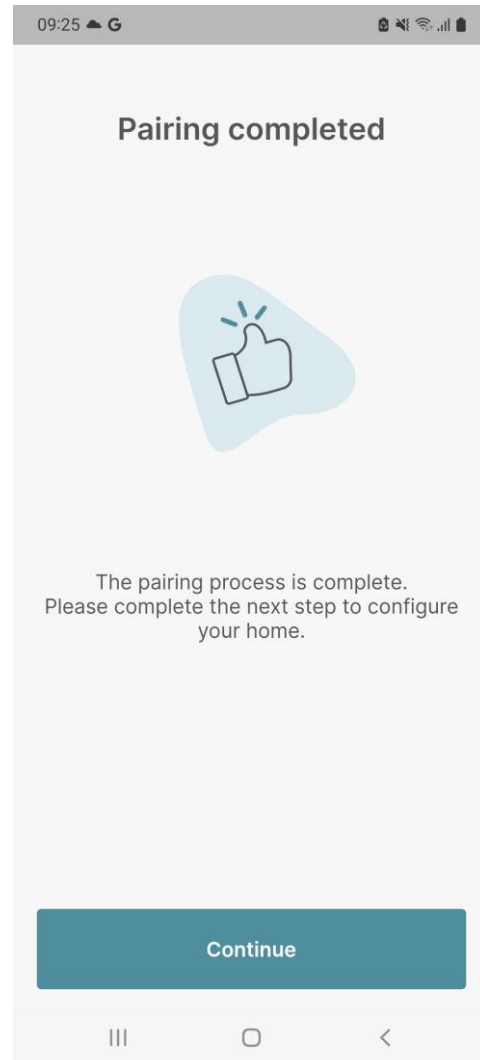 09:25 G
Pairing completed
The pairing process is complete.
Please complete the next step to configure
your home.
Continue